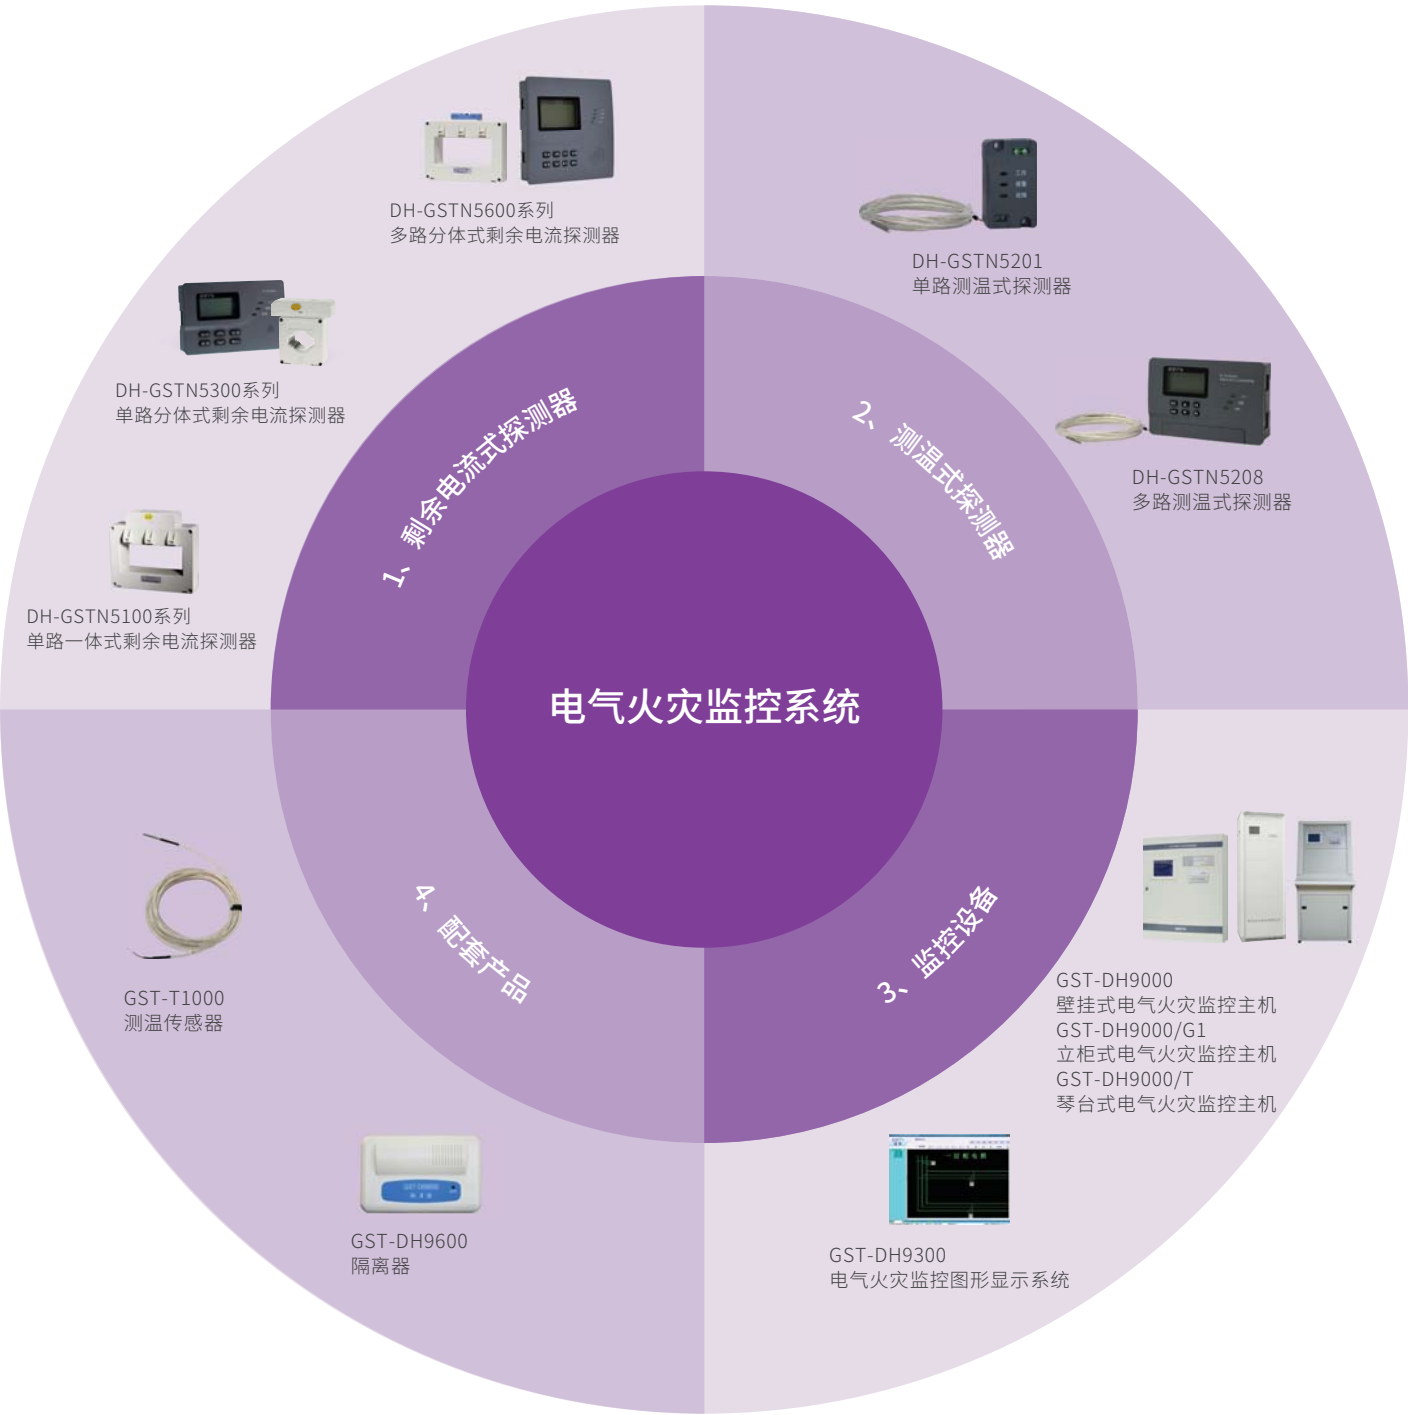 电气火灾监控系统
1、剩余电流式探测器
DH-GSTN5600系列
多路分体式剩余电流探测器
DH-GSTN5300系列
单路分体式剩余电流探测器
DH-GSTN5100系列
单路一体式剩余电流探测器
2、测温式探测器
DH-GSTN5201
单路测温式探测器
DH-GSTN5208
多路测温式探测器
3、监控设备
GST-DH9000
壁挂式电气火灾监控主机
GST-DH9000/G1
立柜式电气火灾监控主机
GST-DH9000/T
琴台式电气火灾监控主机
GST-DH9300
电气火灾监控图形显示系统
4、配套产品
GST-T1000
测温传感器
GST-DH9600
隔离器